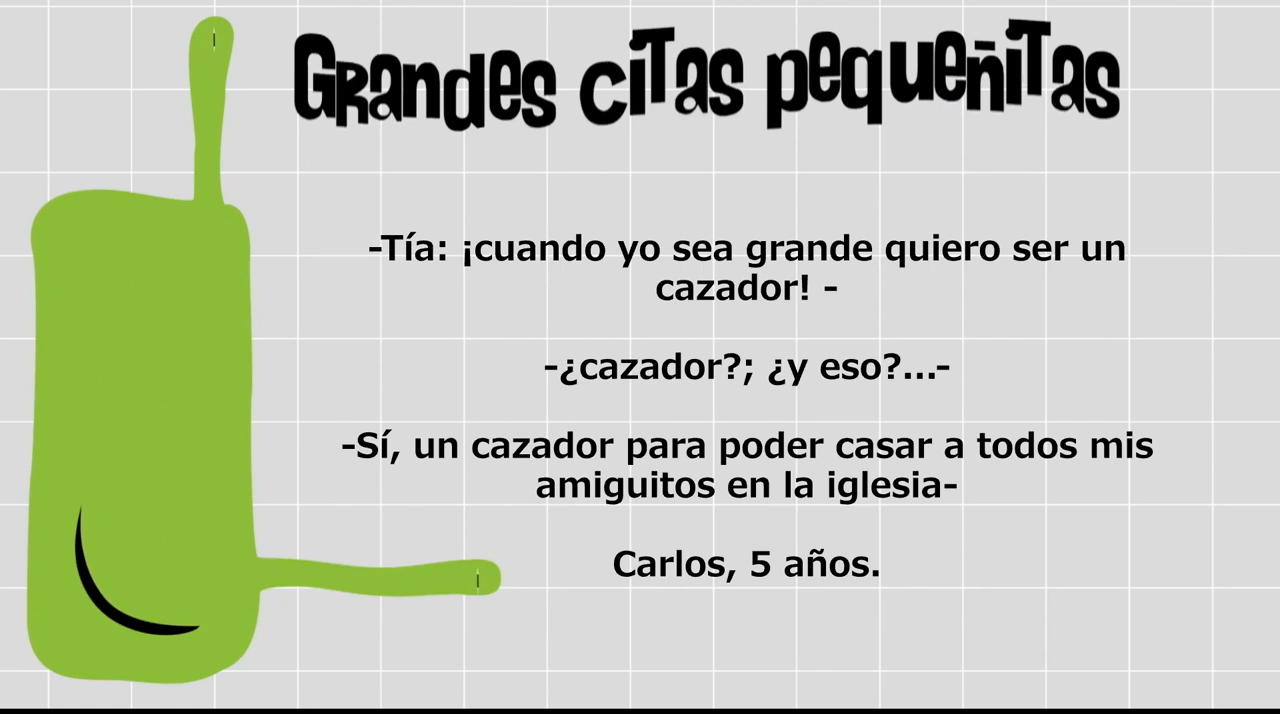 Grandes citas pequeñitas
-Tía: ¡cuando yo sea grande quiero ser un
cazador! -
-¿cazador?; ¿y eso?...-
-Sí, un cazador para poder casar a todos mis
amiguitos en la iglesia-
Carlos, 5 años.